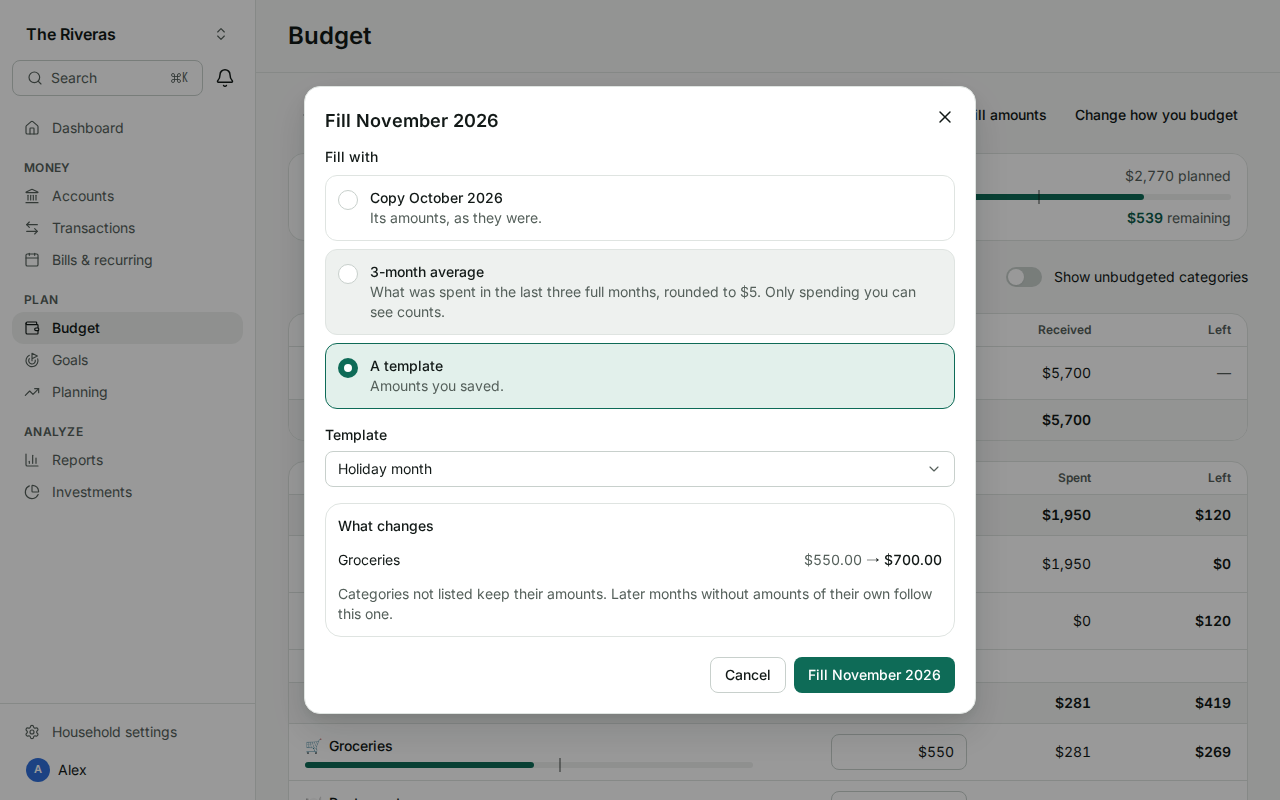 The Riveras
Search ⌘K
Dashboard
MONEY
Accounts
Transactions
Bills & recurring
PLAN
Budget
Goals
Planning
ANALYZE
Reports
Investments
Household settings
A Alex
Budget
ill amounts Change how you budget
$2,770 planned
$539 remaining
Show unbudgeted categories
Received Left
$5,700 —
$5,700
Spent Left
$1,950 $120
$1,950 $0
$0 $120
$281 $419
Groceries $550 $281 $269
Fill November 2026
Fill with
Copy October 2026
Its amounts, as they were.
3-month average
What was spent in the last three full months, rounded to $5. Only spending you can
see counts.
A template
Amounts you saved.
Template
Holiday month
What changes
Groceries $550.00 → $700.00
Categories not listed keep their amounts. Later months without amounts of their own follow
this one.
Cancel Fill November 2026